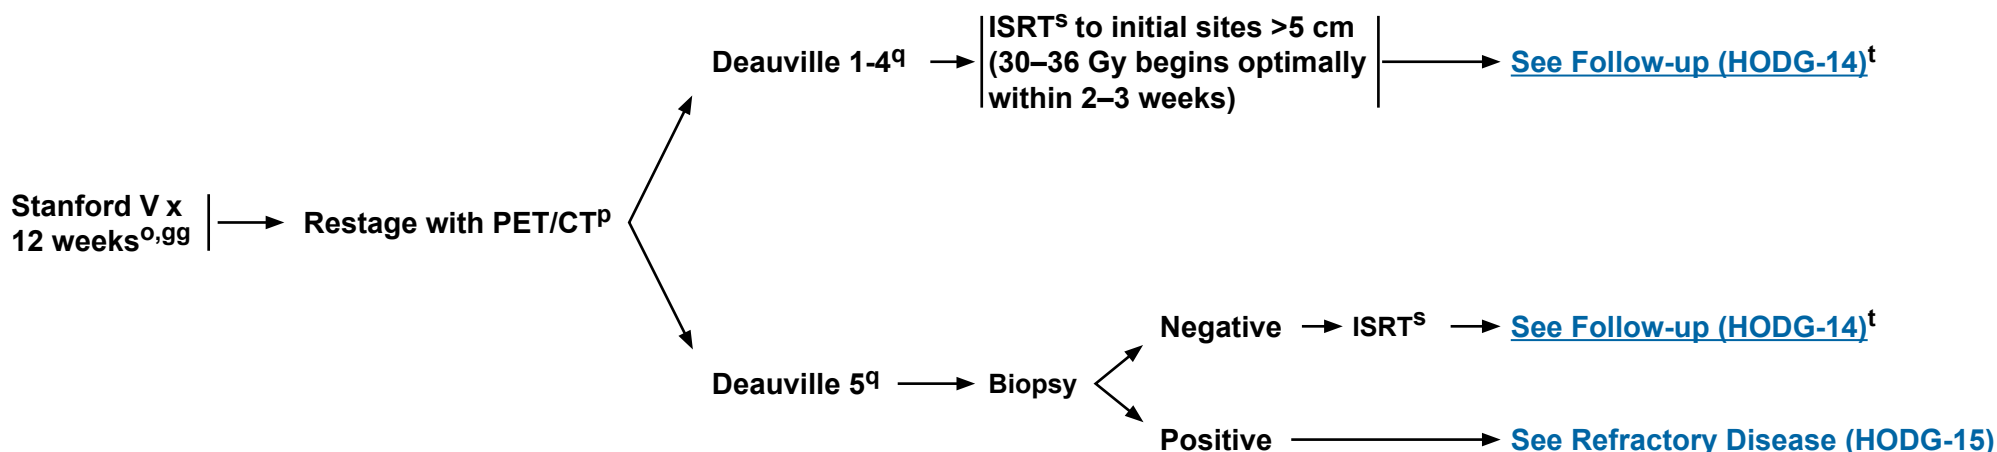 Stanford V x
12 weeks^o,gg
Restage with PET/CT^p
Deauville 1-4^q
ISRT^s to initial sites >5 cm
(30–36 Gy begins optimally
within 2–3 weeks)
See Follow-up (HODG-14)^t
Deauville 5^q
Biopsy
Negative
ISRT^s
See Follow-up (HODG-14)^t
Positive
See Refractory Disease (HODG-15)